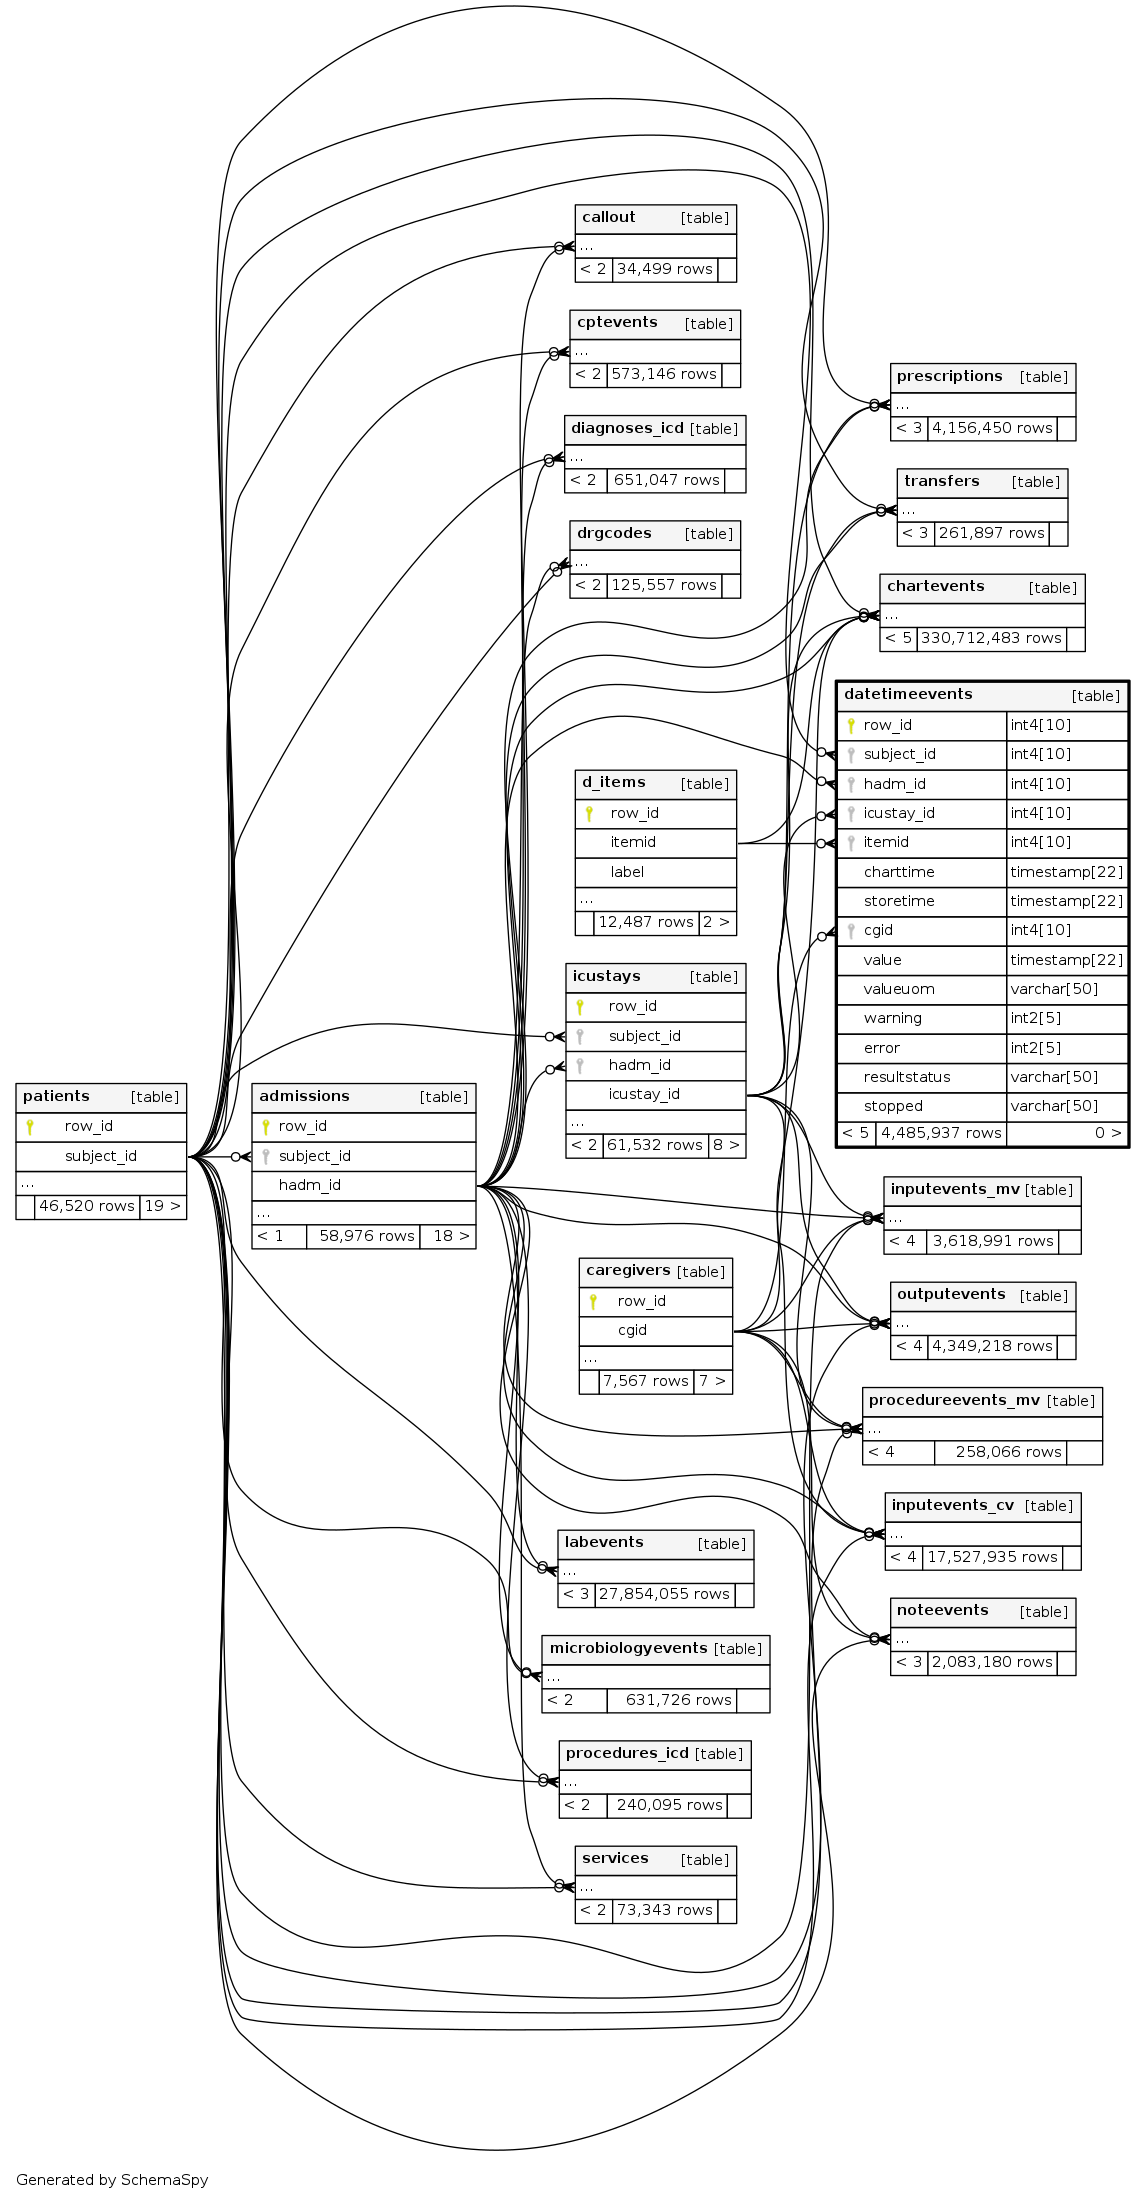 callout [table]
...
< 2 34,499 rows
cptevents [table]
...
< 2 573,146 rows
diagnoses_icd [table]
...
< 2 651,047 rows
drgcodes [table]
...
< 2 125,557 rows
prescriptions [table]
...
< 3 4,156,450 rows
transfers [table]
...
< 3 261,897 rows
chartevents [table]
...
< 5 330,712,483 rows
datetimeevents [table]
row_id int4[10]
subject_id int4[10]
hadm_id int4[10]
icustay_id int4[10]
itemid int4[10]
charttime timestamp[22]
storetime timestamp[22]
cgid int4[10]
value timestamp[22]
valueuom varchar[50]
warning int2[5]
error int2[5]
resultstatus varchar[50]
stopped varchar[50]
< 5 4,485,937 rows 0 >
d_items [table]
row_id
itemid
label
...
12,487 rows 2 >
icustays [table]
row_id
subject_id
hadm_id
icustay_id
...
< 2 61,532 rows 8 >
patients [table]
row_id
subject_id
...
46,520 rows 19 >
admissions [table]
row_id
subject_id
hadm_id
...
< 1 58,976 rows 18 >
caregivers [table]
row_id
cgid
...
7,567 rows 7 >
inputevents_mv [table]
...
< 4 3,618,991 rows
outputevents [table]
...
< 4 4,349,218 rows
procedureevents_mv [table]
...
< 4 258,066 rows
inputevents_cv [table]
...
< 4 17,527,935 rows
noteevents [table]
...
< 3 2,083,180 rows
labevents [table]
...
< 3 27,854,055 rows
microbiologyevents [table]
...
< 2 631,726 rows
procedures_icd [table]
...
< 2 240,095 rows
services [table]
...
< 2 73,343 rows
Generated by SchemaSpy